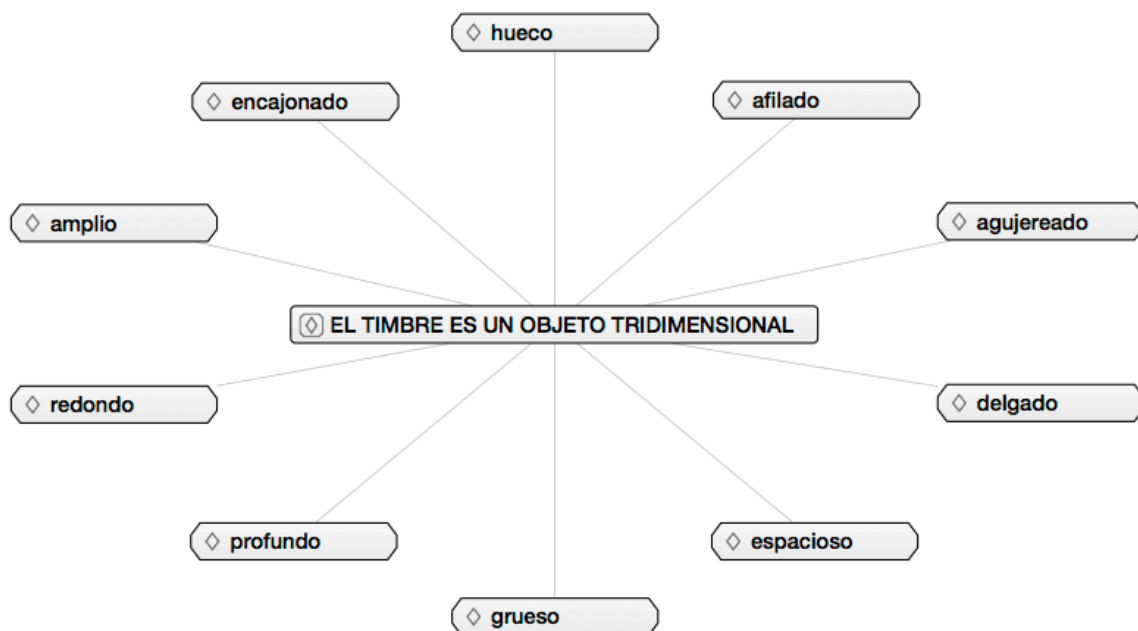 hueco
encajonado
afilado
amplio
agujereado
EL TIMBRE ES UN OBJETO TRIDIMENSIONAL
redondo
delgado
profundo
espacioso
grueso